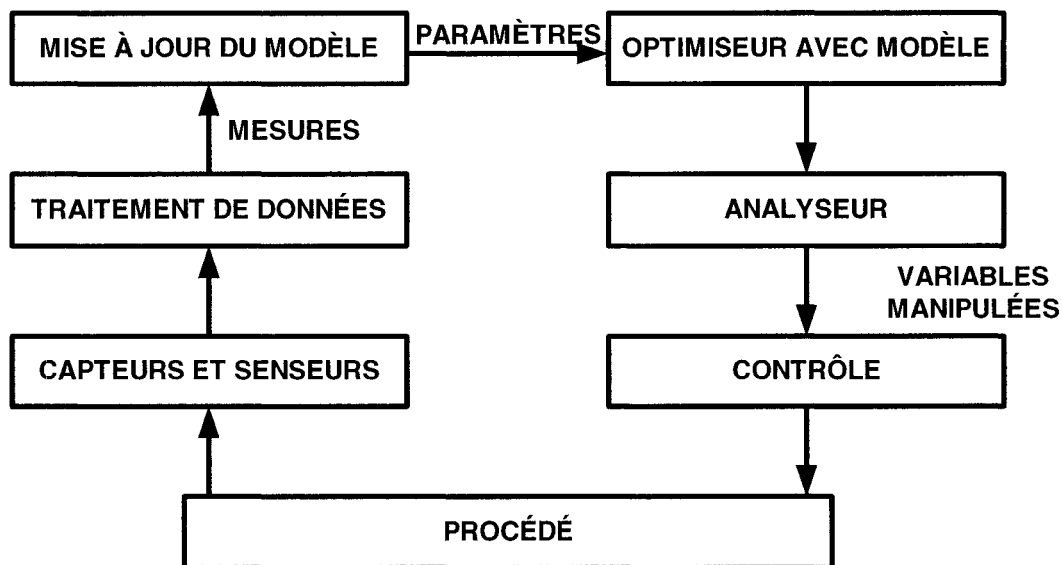 MISE À JOUR DU MODÈLE
PARAMÈTRES
OPTIMISEUR AVEC MODÈLE
MESURES
TRAITEMENT DE DONNÉES
ANALYSEUR
VARIABLES
MANIPULÉES
CAPTEURS ET SENSEURS
CONTRÔLE
PROCÉDÉ